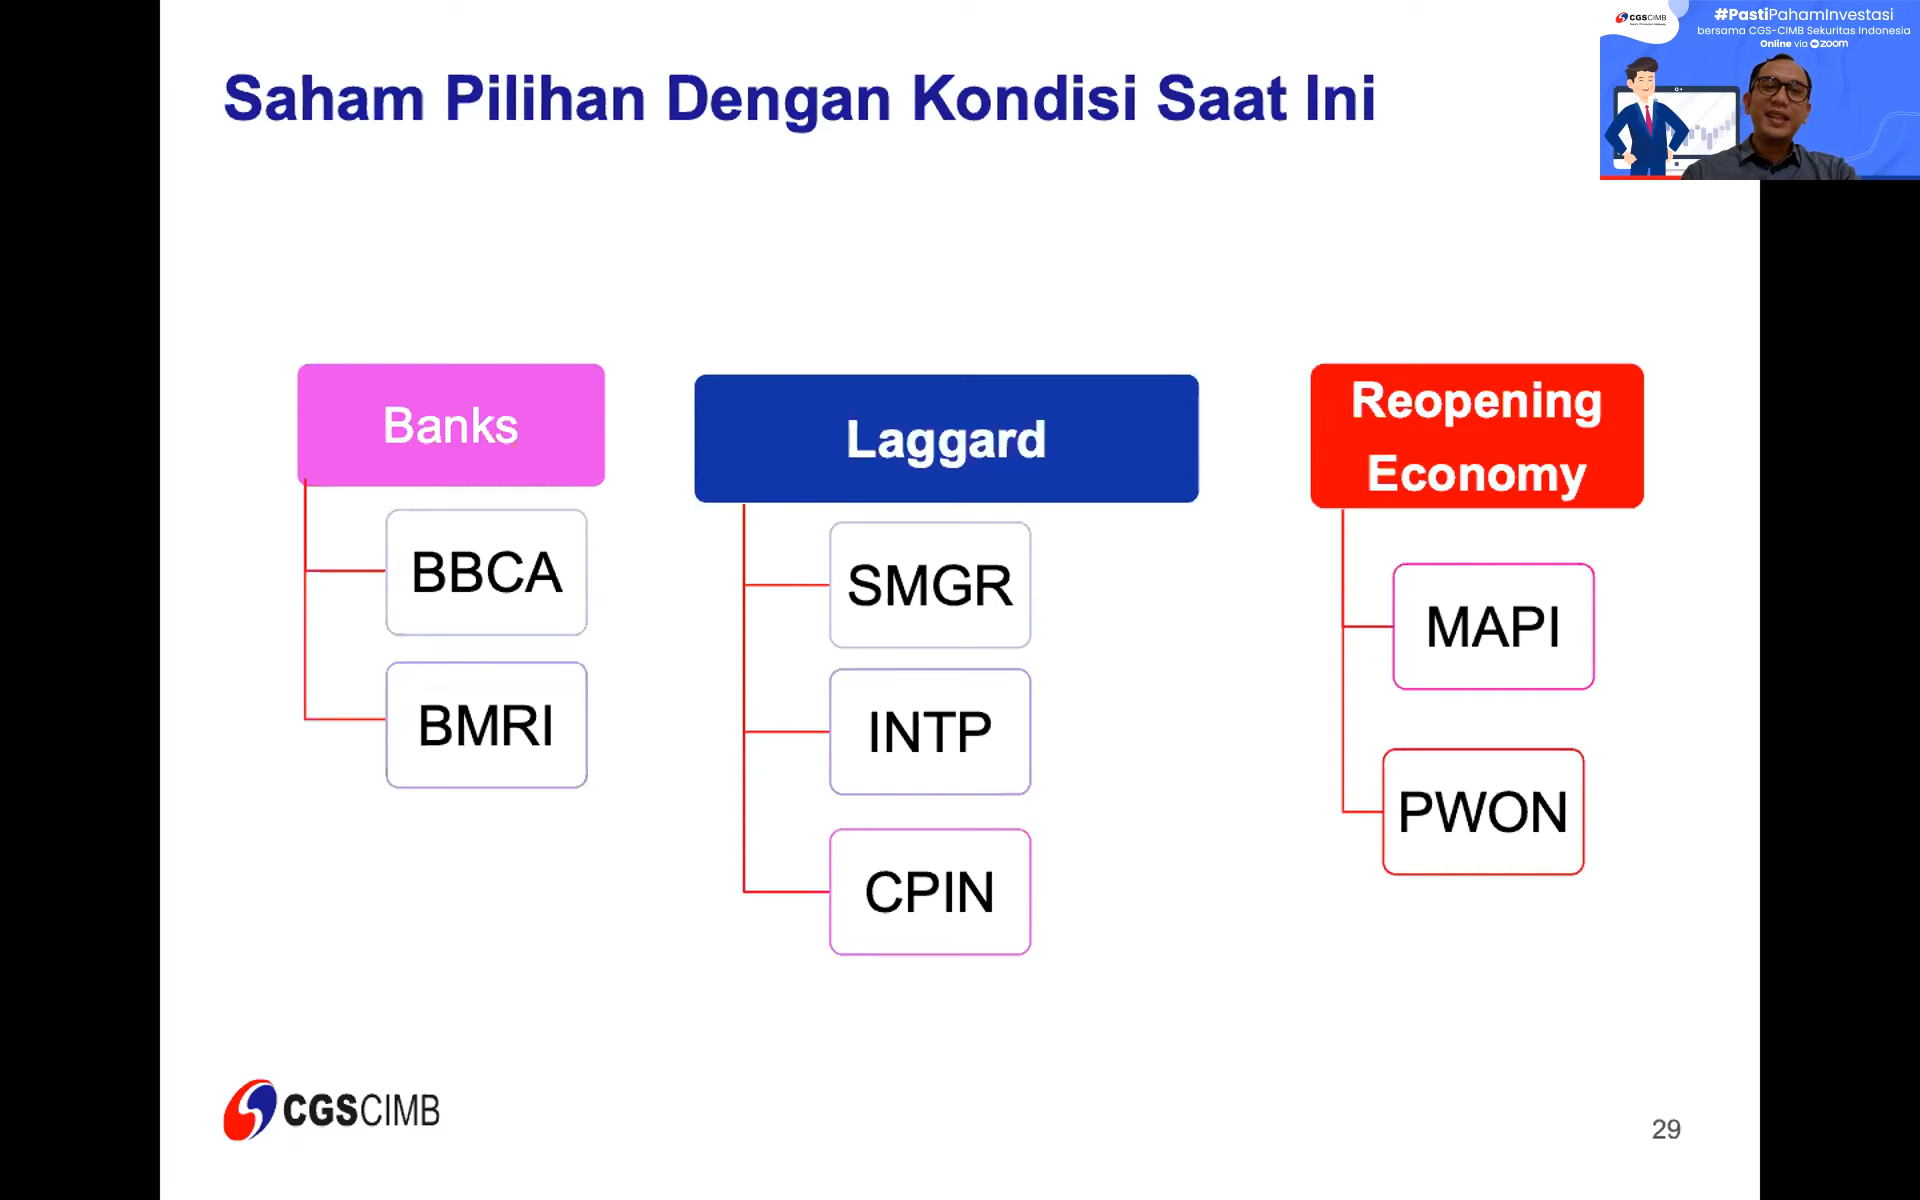 #PastiPahamInvestasi
bersama CGS-CIMB Sekuritas Indonesia
Online via zoom
CGSCIMB
Saham Pilihan Dengan Kondisi Saat Ini
Banks
BBCA
BMRI
Laggard
SMGR
INTP
CPIN
Reopening
Economy
MAPI
PWON
CGSCIMB
29